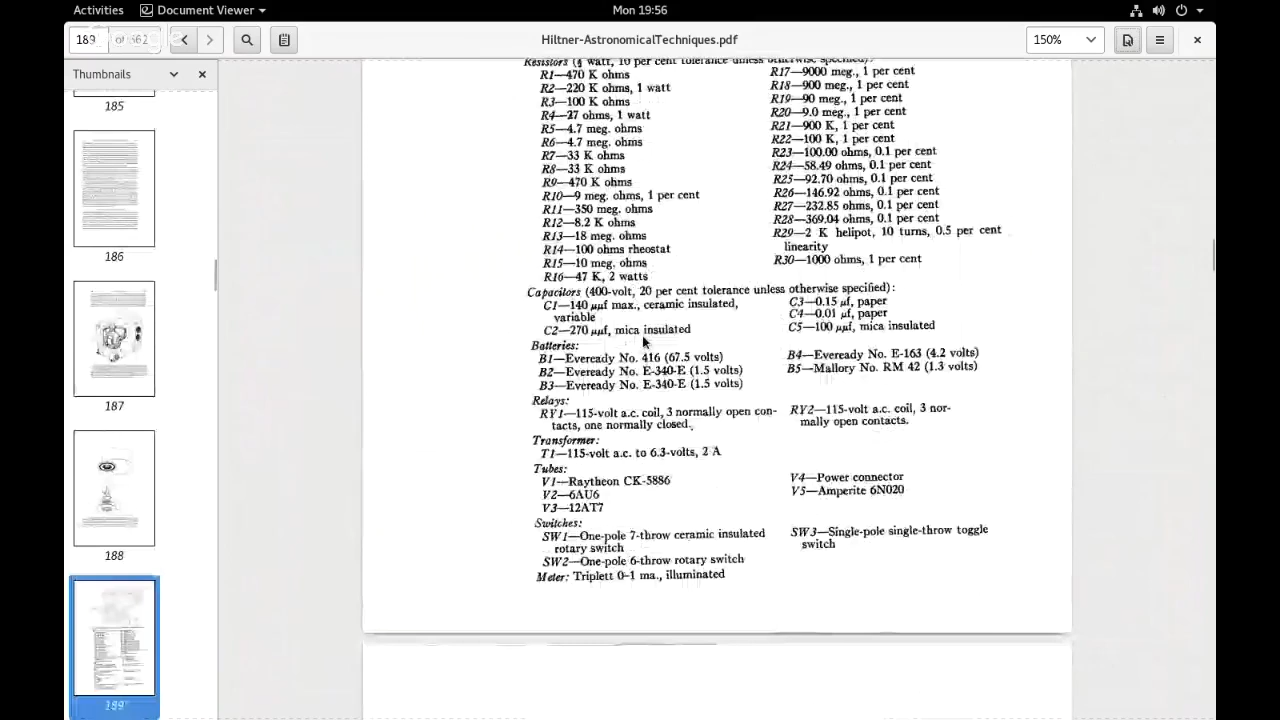 Activities
Document Viewer
Mon 19:56
189
of 662
Hiltner-AstronomicalTechniques.pdf
150%
Thumbnails
185
186
187
188
189
Resistors (½ watt, 10 per cent tolerance unless otherwise specified):
R1—470 K ohms
R2—220 K ohms, 1 watt
R3—100 K ohms
R4—27 ohms, 1 watt
R5—4.7 meg. ohms
R6—4.7 meg. ohms
R7—33 K ohms
R8—33 K ohms
R9—470 K ohms
R10—9 meg. ohms, 1 per cent
R11—350 meg. ohms
R12—8.2 K ohms
R13—18 meg. ohms
R14—100 ohms rheostat
R15—10 meg. ohms
R16—47 K, 2 watts
R17—9000 meg., 1 per cent
R18—900 meg., 1 per cent
R19—90 meg., 1 per cent
R20—9.0 meg., 1 per cent
R21—900 K, 1 per cent
R22—100 K, 1 per cent
R23—100.00 ohms, 0.1 per cent
R24—58.49 ohms, 0.1 per cent
R25—92.70 ohms, 0.1 per cent
R26—146.92 ohms, 0.1 per cent
R27—232.85 ohms, 0.1 per cent
R28—369.04 ohms, 0.1 per cent
R29—2 K helipot, 10 turns, 0.5 per cent
linearity
R30—1000 ohms, 1 per cent
Capacitors (400-volt, 20 per cent tolerance unless otherwise specified):
C1—140 μμf max., ceramic insulated,
variable
C2—270 μμf, mica insulated
C3—0.15 μf, paper
C4—0.01 μf, paper
C5—100 μμf, mica insulated
Batteries:
B1—Eveready No. 416 (67.5 volts)
B2—Eveready No. E-340-E (1.5 volts)
B3—Eveready No. E-340-E (1.5 volts)
B4—Eveready No. E-163 (4.2 volts)
B5—Mallory No. RM 42 (1.3 volts)
Relays:
RY1—115-volt a.c. coil, 3 normally open con-
tacts, one normally closed.
RY2—115-volt a.c. coil, 3 nor-
mally open contacts.
Transformer:
T1—115-volt a.c. to 6.3-volts, 2 A
Tubes:
V1—Raytheon CK-5886
V2—6AU6
V3—12AT7
V4—Power connector
V5—Amperite 6N020
Switches:
SW1—One-pole 7-throw ceramic insulated
rotary switch
SW2—One-pole 6-throw rotary switch
SW3—Single-pole single-throw toggle
switch
Meter: Triplett 0–1 ma., illuminated